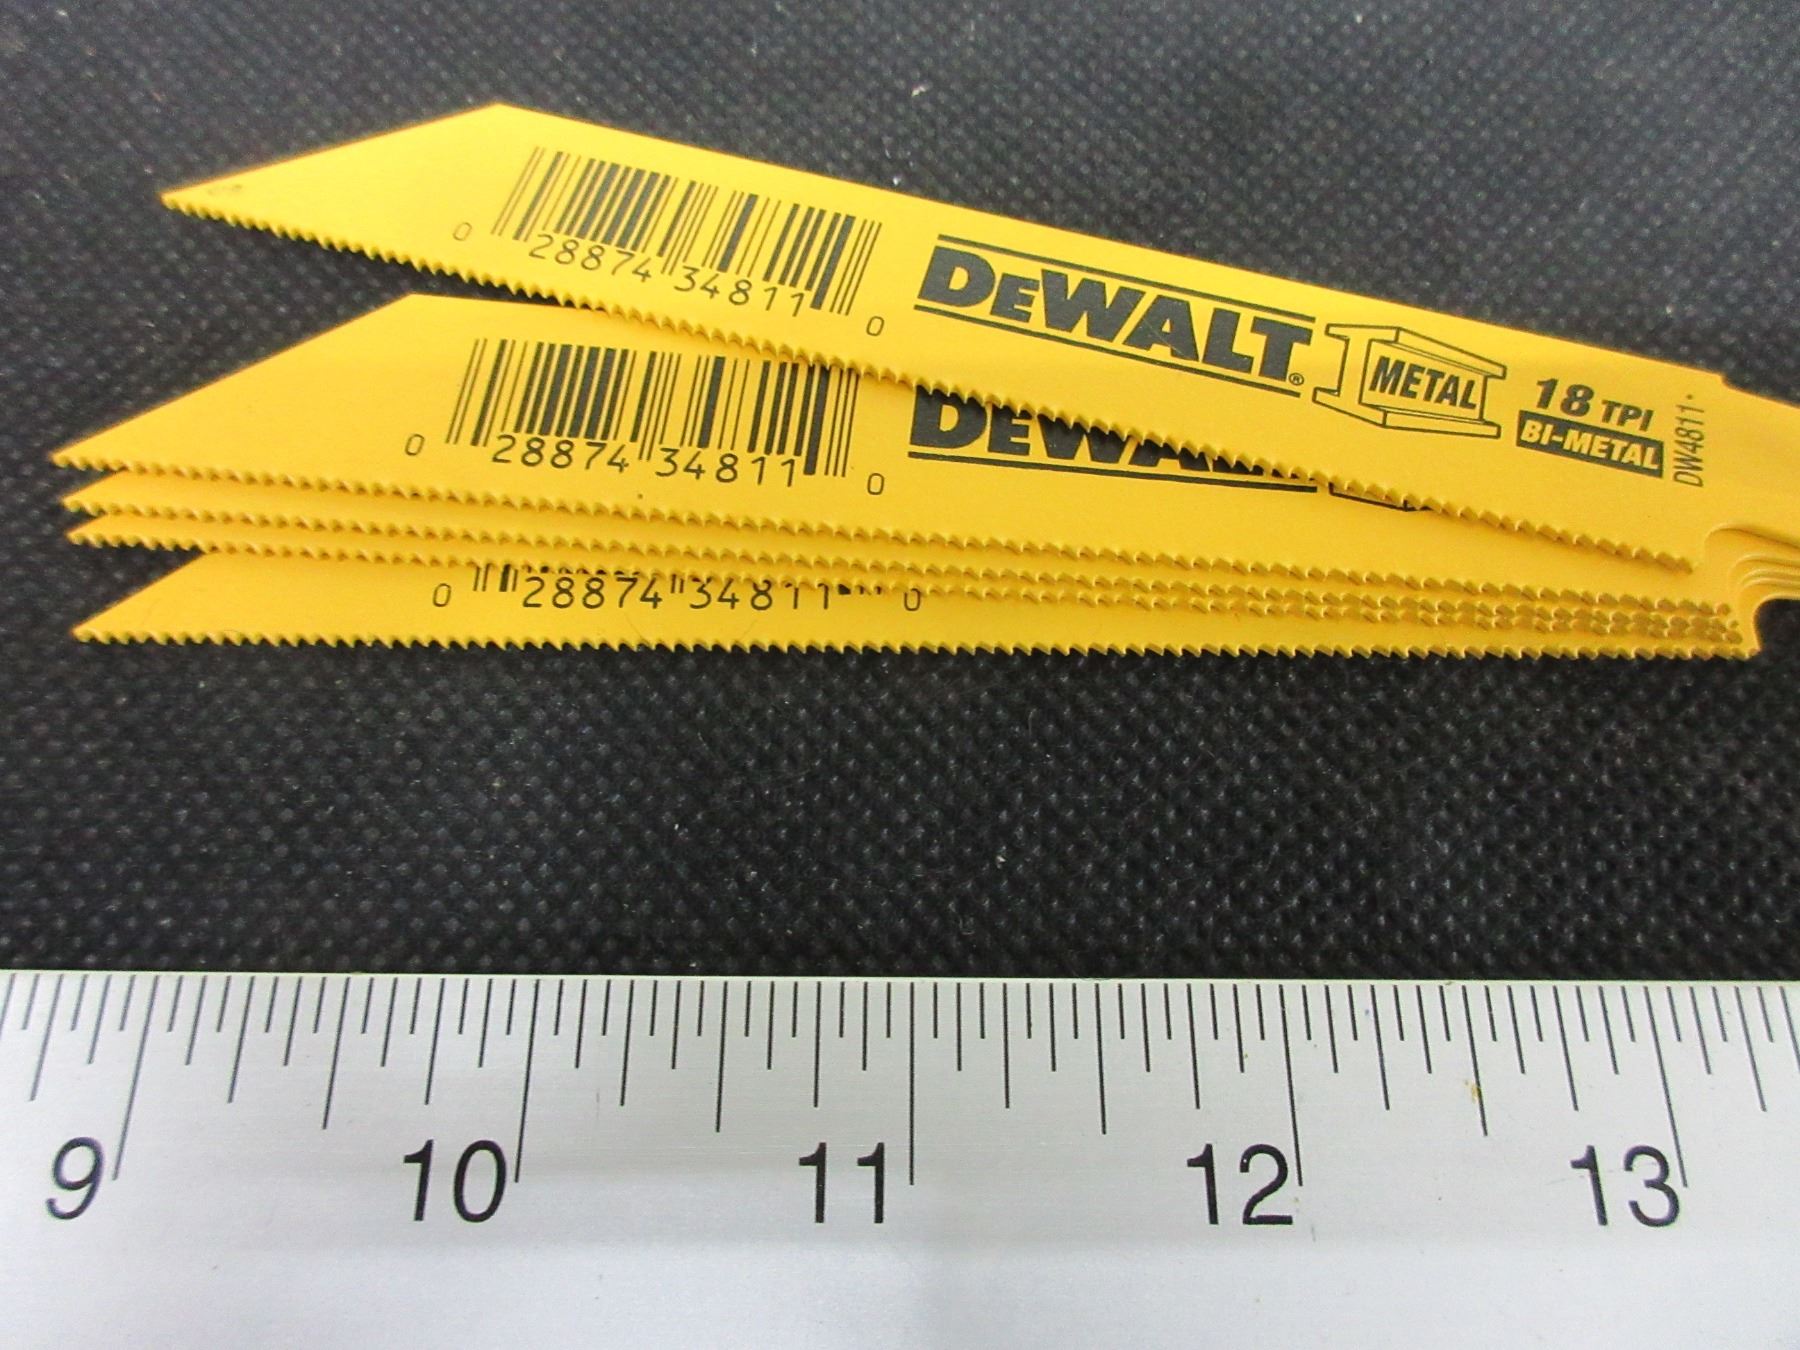 0 28874 34811 0
DEWALT®
METAL
18 TPI
BI-METAL
DW4811
0 28874 34811 0
0 28874 34811 0
9 10 11 12 13